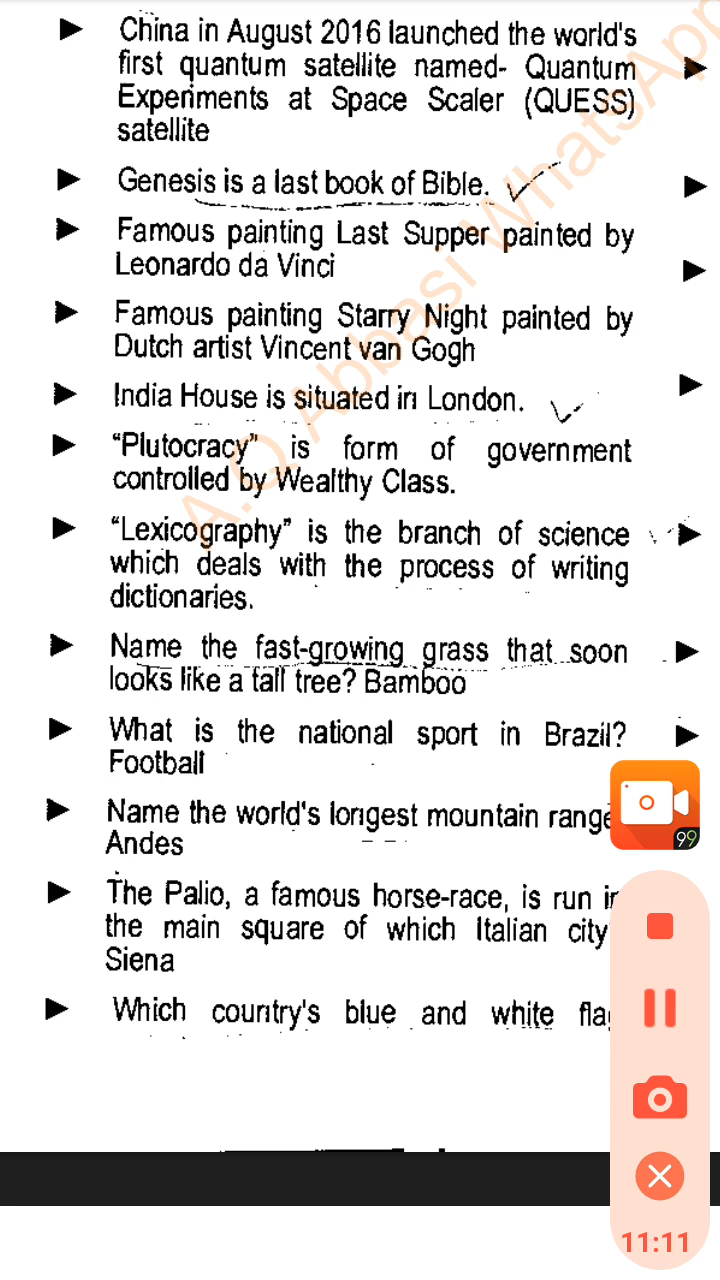 China in August 2016 launched the world's
first quantum satellite named- Quantum
Experiments at Space Scaler (QUESS)
satellite
Genesis is a last book of Bible.
Famous painting Last Supper painted by
Leonardo da Vinci
Famous painting Starry Night painted by
Dutch artist Vincent van Gogh
India House is situated in London.
“Plutocracy” is form of government
controlled by Wealthy Class.
“Lexicography” is the branch of science
which deals with the process of writing
dictionaries.
Name the fast-growing grass that soon
looks like a tall tree? Bamboo
What is the national sport in Brazil?
Football
Name the world's longest mountain range
Andes
The Palio, a famous horse-race, is run in
the main square of which Italian city
Siena
Which country's blue and white flag
A.Q Abbasi WhatsApp
99
11:11